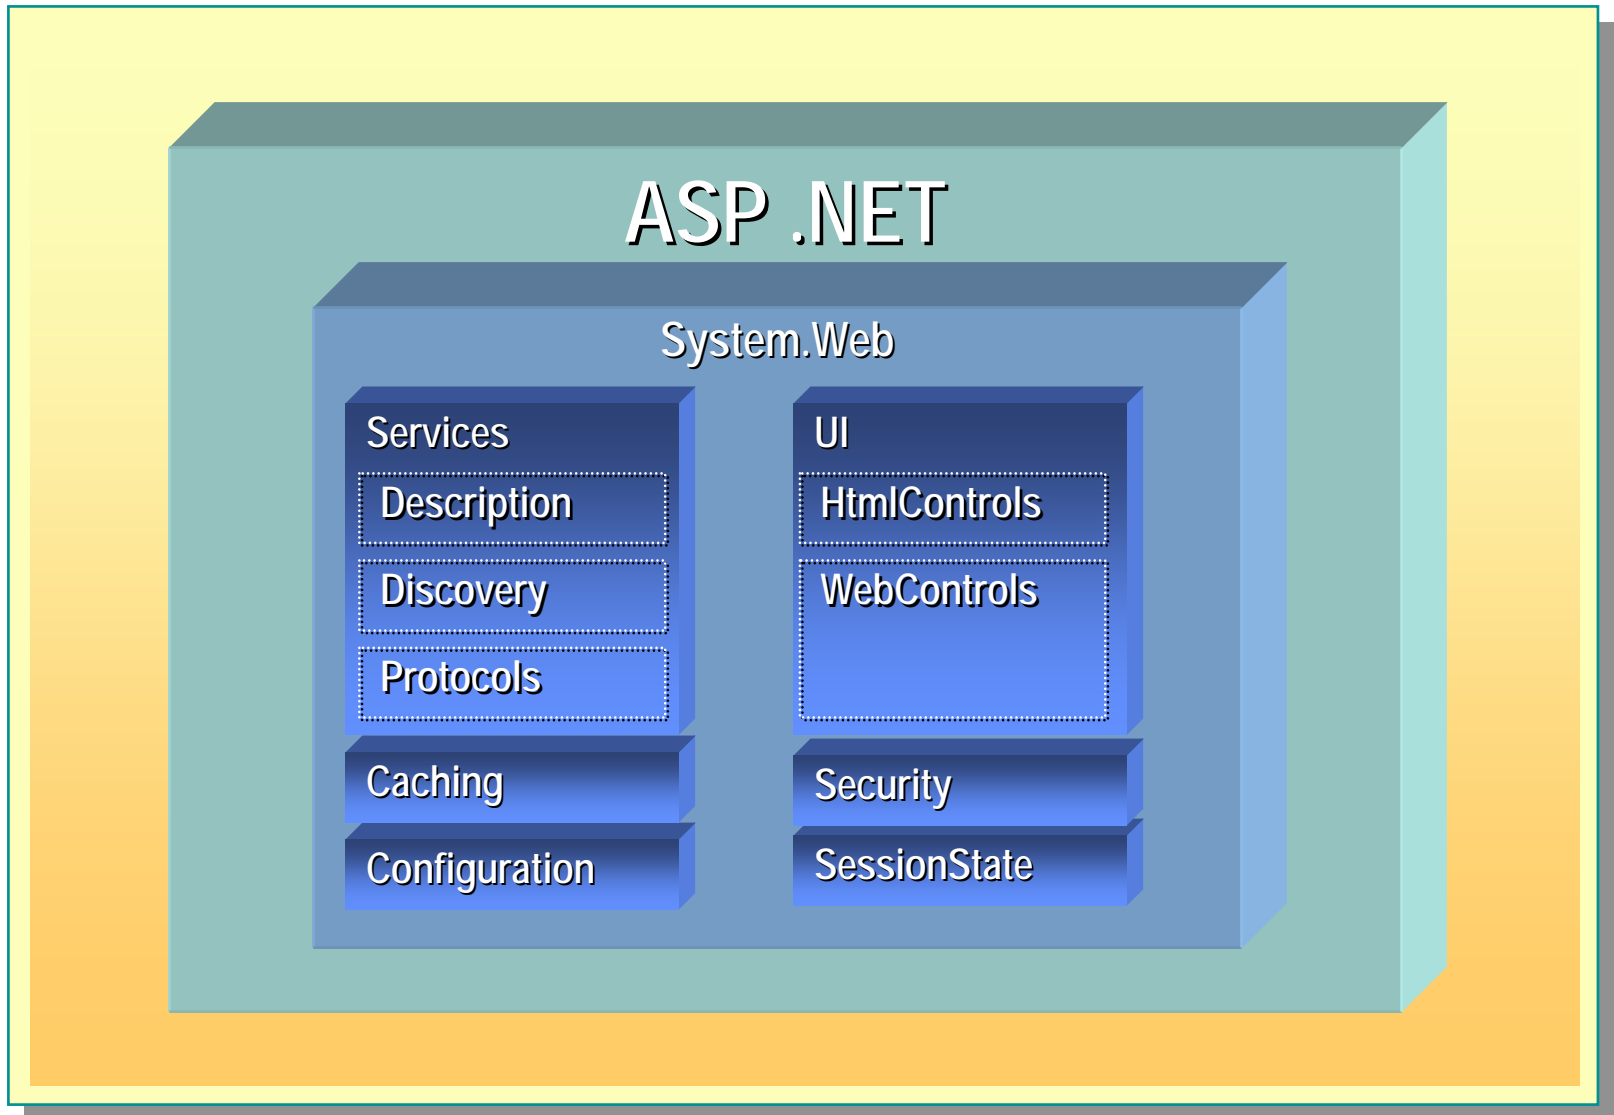 ASP .NET
System.Web
Services
Description
Discovery
Protocols
Caching
Configuration
UI
HtmlControls
WebControls
Security
SessionState